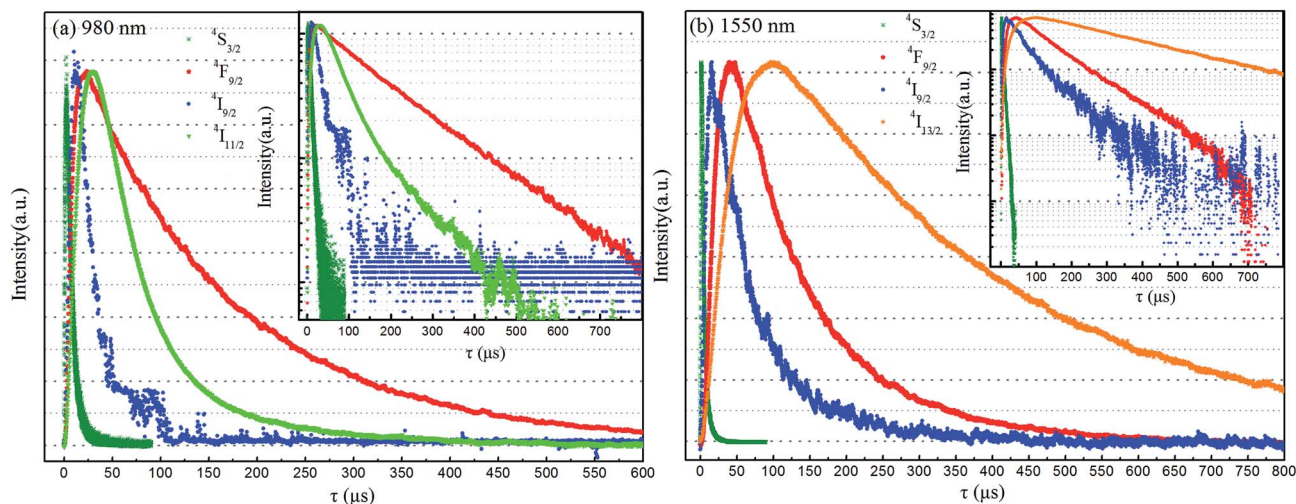 (a) 980 nm
⁴S₃/₂
⁴F₉/₂
⁴I₉/₂
⁴I₁₁/₂
Intensity(a.u.)
0 50 100 150 200 250 300 350 400 450 500 550 600
τ (μs)
Intensity(a.u.)
0 100 200 300 400 500 600 700
τ (μs)
(b) 1550 nm
⁴S₃/₂
⁴F₉/₂
⁴I₉/₂
⁴I₁₃/₂
Intensity(a.u.)
0 50 100 150 200 250 300 350 400 450 500 550 600 650 700 750 800
τ (μs)
Intensity(a.u.)
0 100 200 300 400 500 600 700
τ (μs)